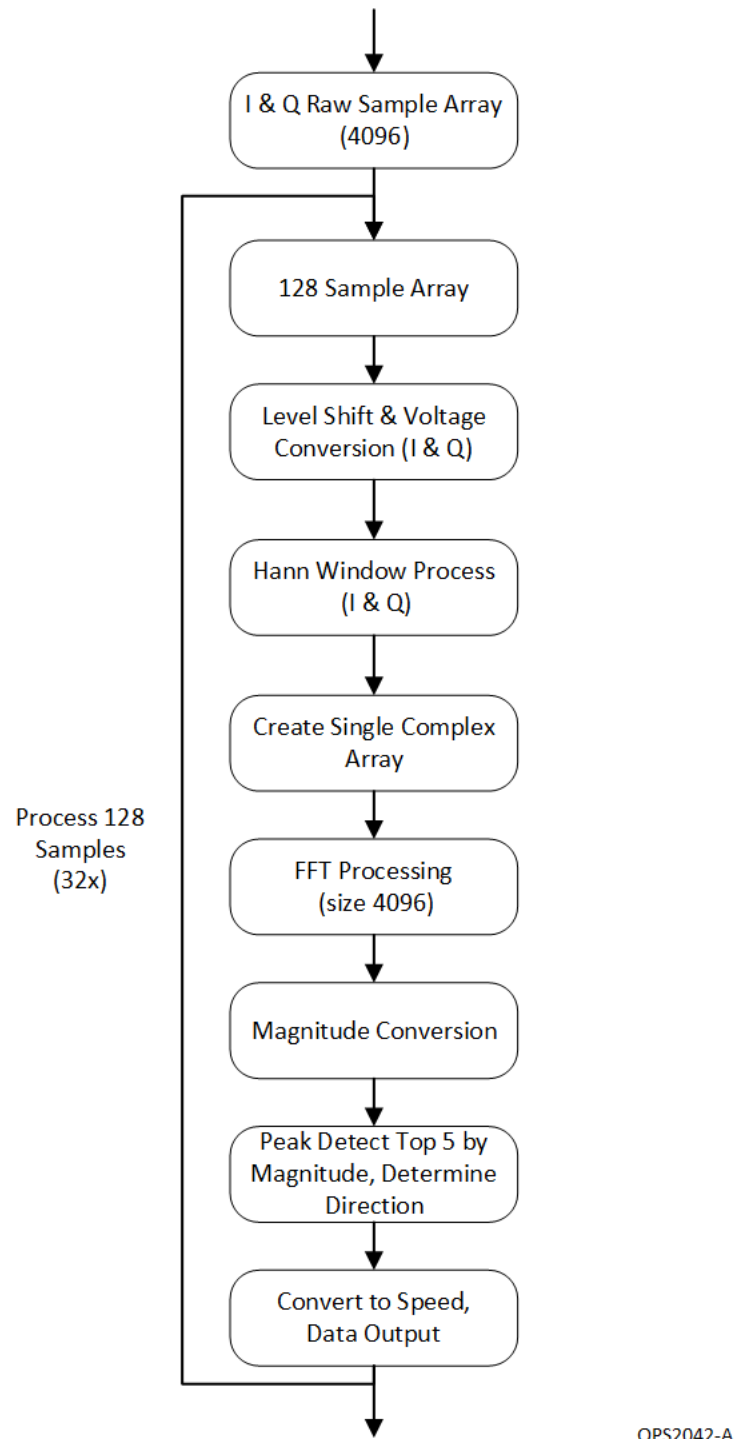 I & Q Raw Sample Array
(4096)
128 Sample Array
Level Shift & Voltage
Conversion (I & Q)
Hann Window Process
(I & Q)
Create Single Complex
Array
Process 128
Samples
(32x)
FFT Processing
(size 4096)
Magnitude Conversion
Peak Detect Top 5 by
Magnitude, Determine
Direction
Convert to Speed,
Data Output
OPS2042-A